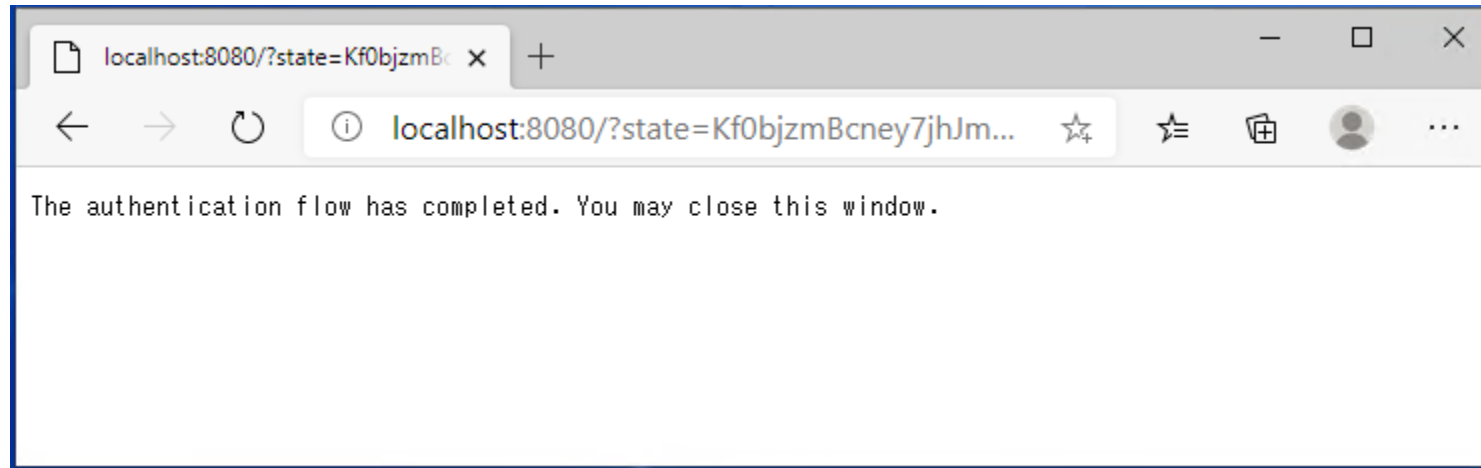 localhost:8080/?state=Kf0bjzmBc
localhost:8080/?state=Kf0bjzmBcney7jhJm...
The authentication flow has completed. You may close this window.